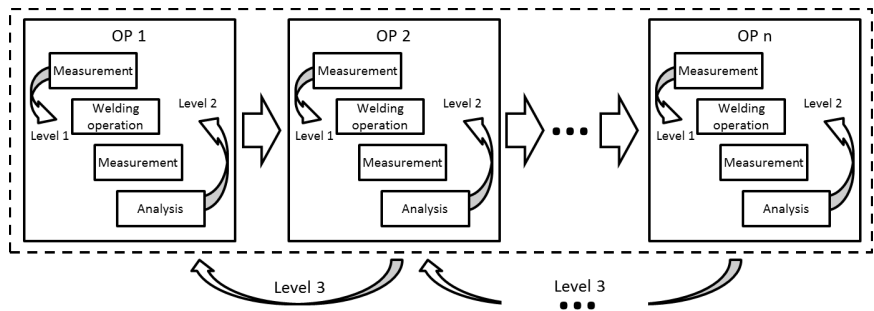 OP 1
Measurement
Welding
operation
Level 2
Level 1
Measurement
Analysis
OP 2
Measurement
Welding
operation
Level 2
Level 1
Measurement
Analysis
OP n
Measurement
Welding
operation
Level 2
Level 1
Measurement
Analysis
Level 3
Level 3